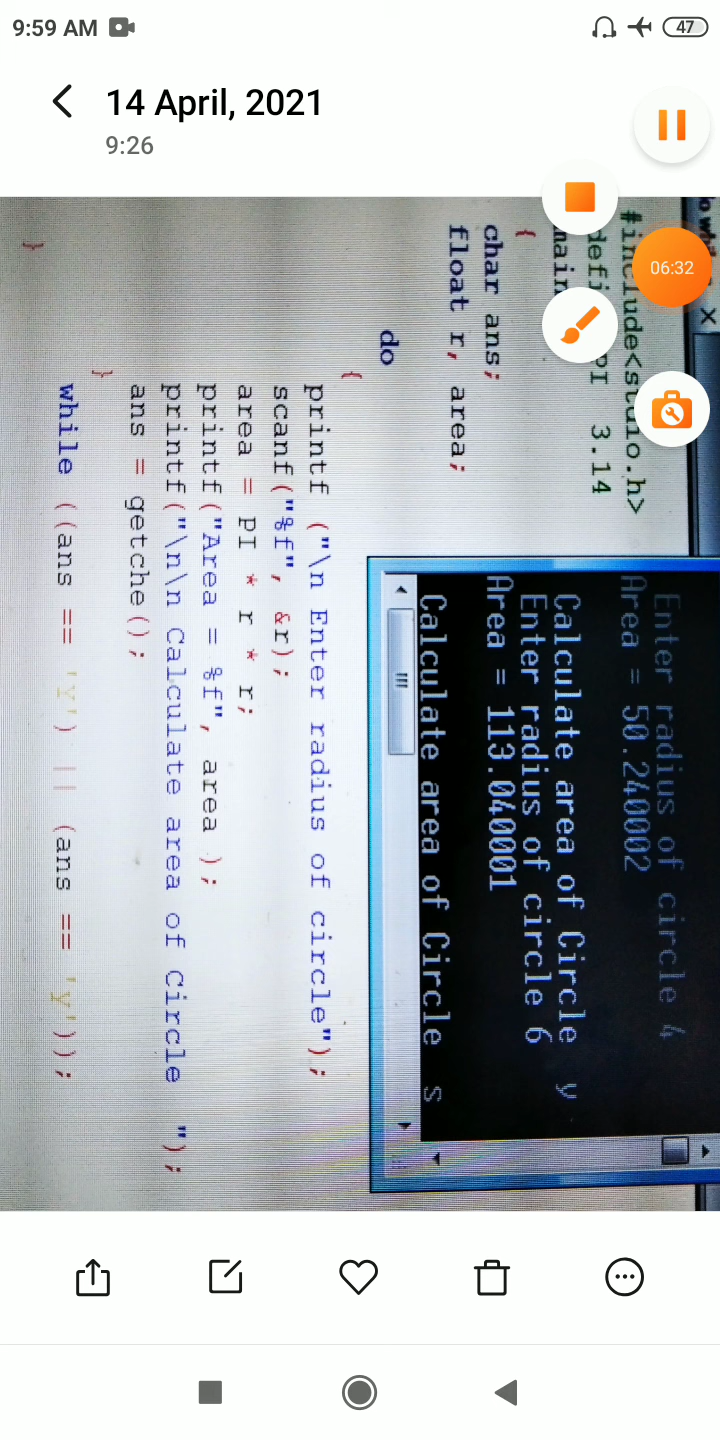 9:59 AM
47
14 April, 2021
9:26
06:32
#include<stdio.h>
PI 3.14
main
{
char ans;
float r, area;
do
{
printf ("\n Enter radius of circle");
scanf("%f", &r);
area = pI * r * r;
printf("Area = %f", area );
printf("\n\n Calculate area of Circle ");
ans = getche();
}
while ((ans == 'Y') || (ans == 'y'));
}
Enter radius of circle 4
Area = 50.240002
Calculate area of Circle y
Enter radius of circle 6
Area = 113.040001
Calculate area of Circle s